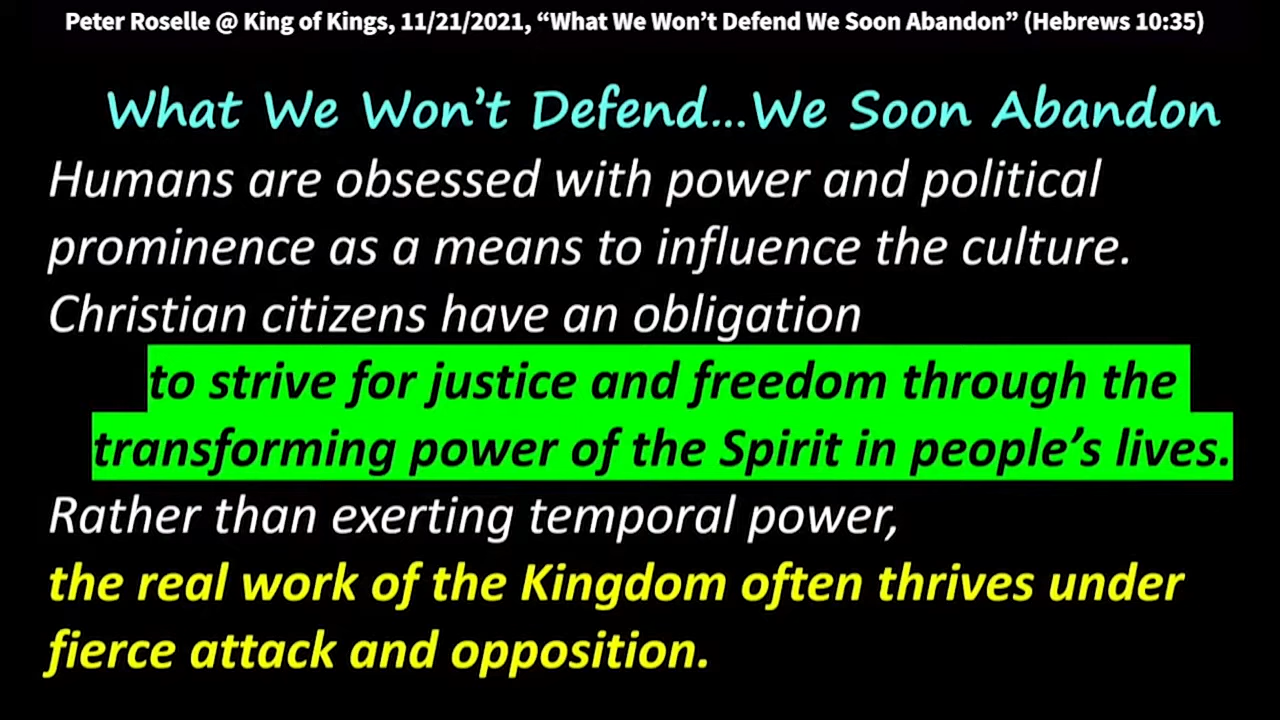 Peter Roselle @ King of Kings, 11/21/2021, “What We Won’t Defend We Soon Abandon” (Hebrews 10:35)
What We Won’t Defend...We Soon Abandon
Humans are obsessed with power and political
prominence as a means to influence the culture.
Christian citizens have an obligation
to strive for justice and freedom through the
transforming power of the Spirit in people’s lives.
Rather than exerting temporal power,
the real work of the Kingdom often thrives under
fierce attack and opposition.